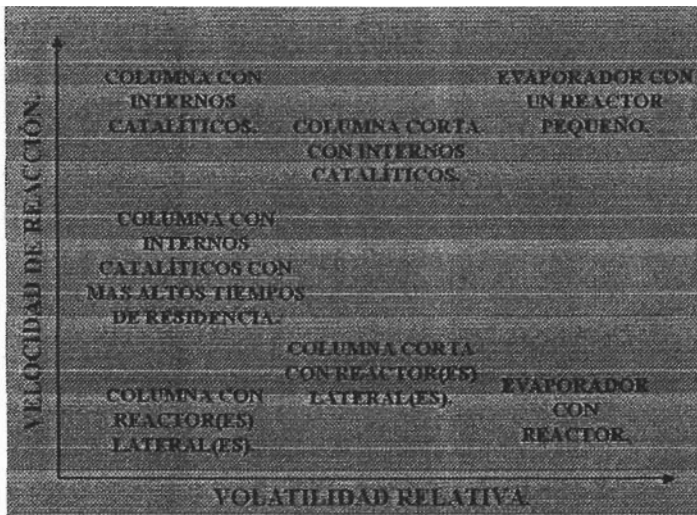 VELOCIDAD DE REACCIÓN.
COLUMNA CON
INTERNOS
CATALÍTICOS.
COLUMNA CORTA
CON INTERNOS
CATALÍTICOS.
EVAPORADOR CON
UN REACTOR
PEQUEÑO.
COLUMNA CON
INTERNOS
CATALÍTICOS CON
MAS ALTOS TIEMPOS
DE RESIDENCIA.
COLUMNA CORTA
CON REACTOR(ES)
LATERAL(ES).
COLUMNA CON
REACTOR(ES)
LATERAL(ES).
EVAPORADOR
CON
REACTOR.
VOLATILIDAD RELATIVA.